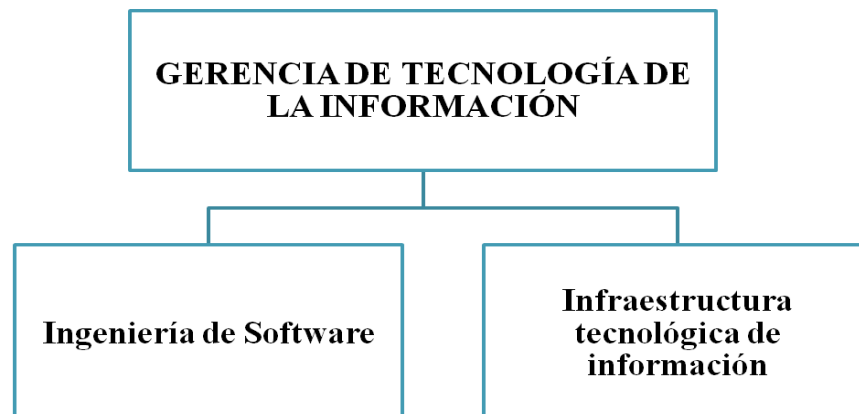 GERENCIA DE TECNOLOGÍA DE
LA INFORMACIÓN
Ingeniería de Software
Infraestructura
tecnológica de
información